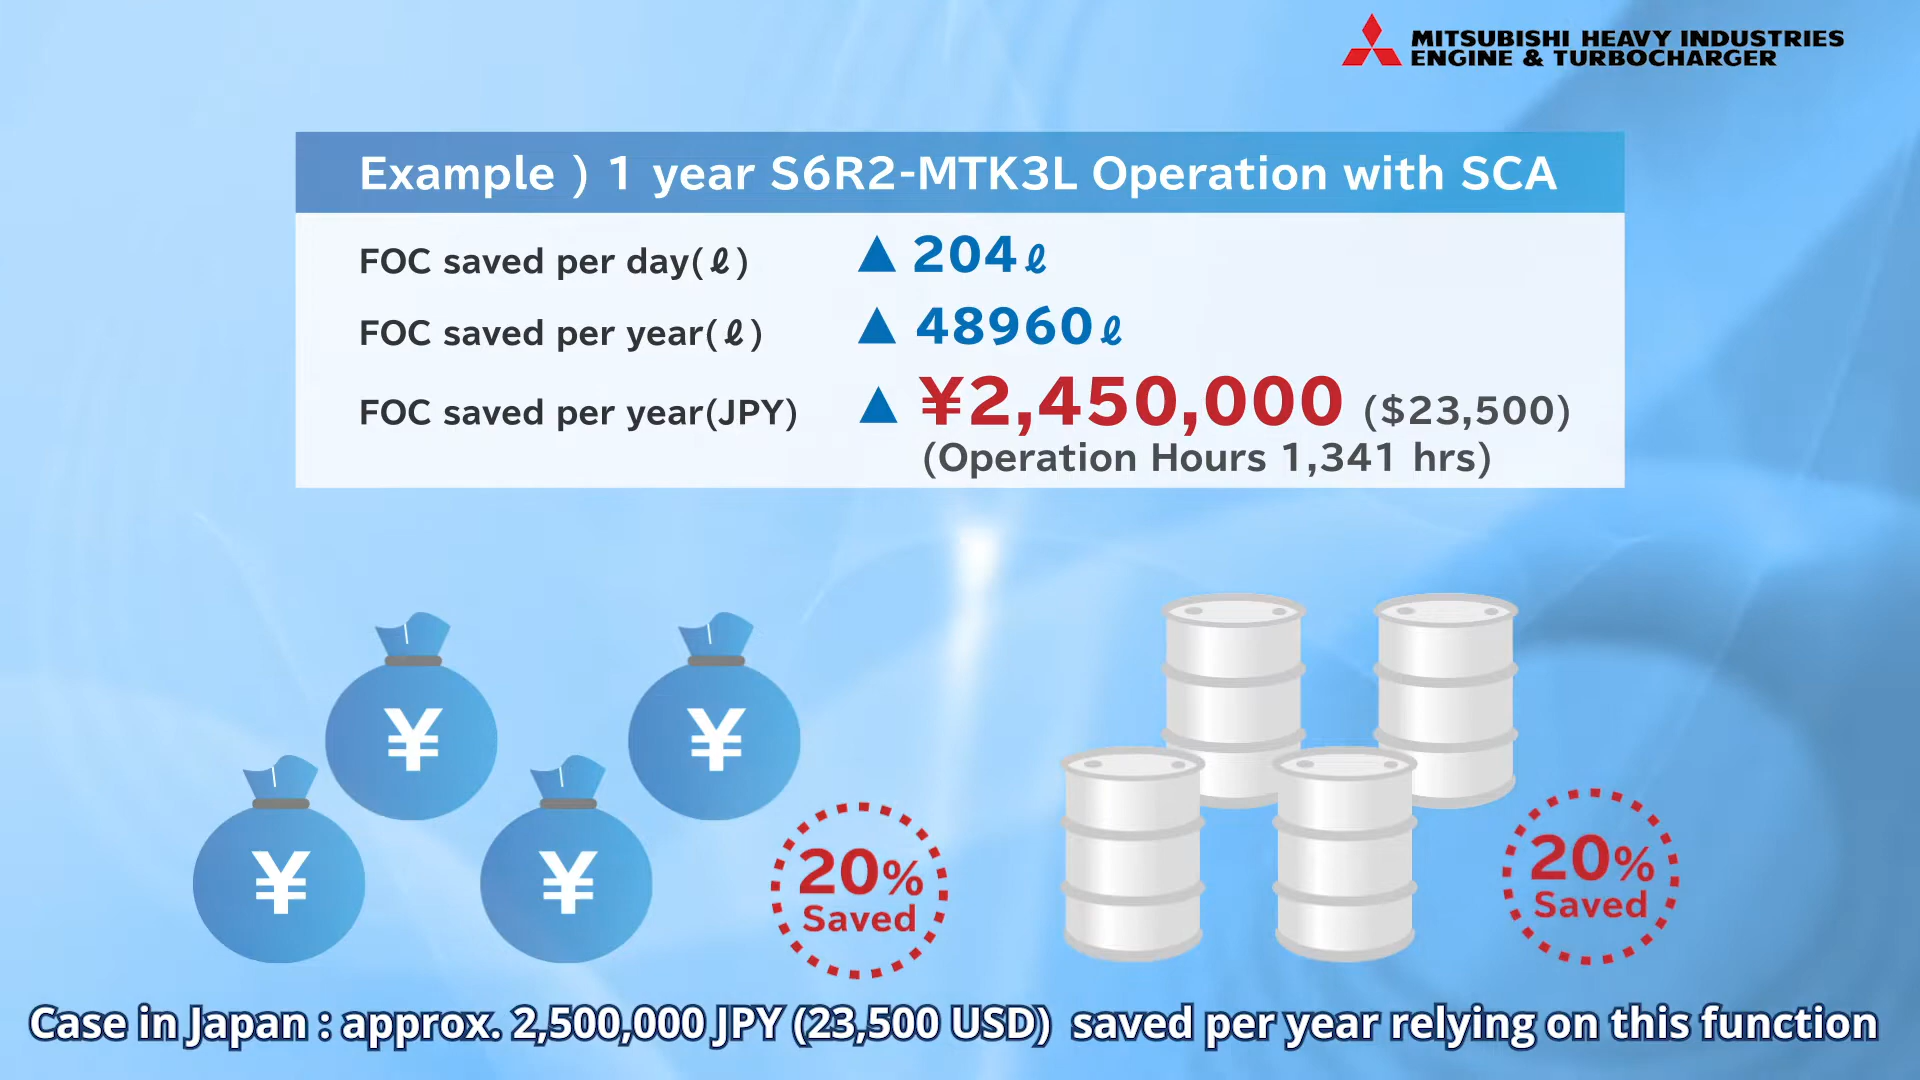 MITSUBISHI HEAVY INDUSTRIES
ENGINE & TURBOCHARGER
Example ) 1 year S6R2-MTK3L Operation with SCA
FOC saved per day(ℓ) ▲ 204ℓ
FOC saved per year(ℓ) ▲ 48960ℓ
FOC saved per year(JPY) ▲ ¥2,450,000 ($23,500)
(Operation Hours 1,341 hrs)
¥ ¥
¥ ¥
20%
Saved
20%
Saved
Case in Japan : approx. 2,500,000 JPY (23,500 USD) saved per year relying on this function